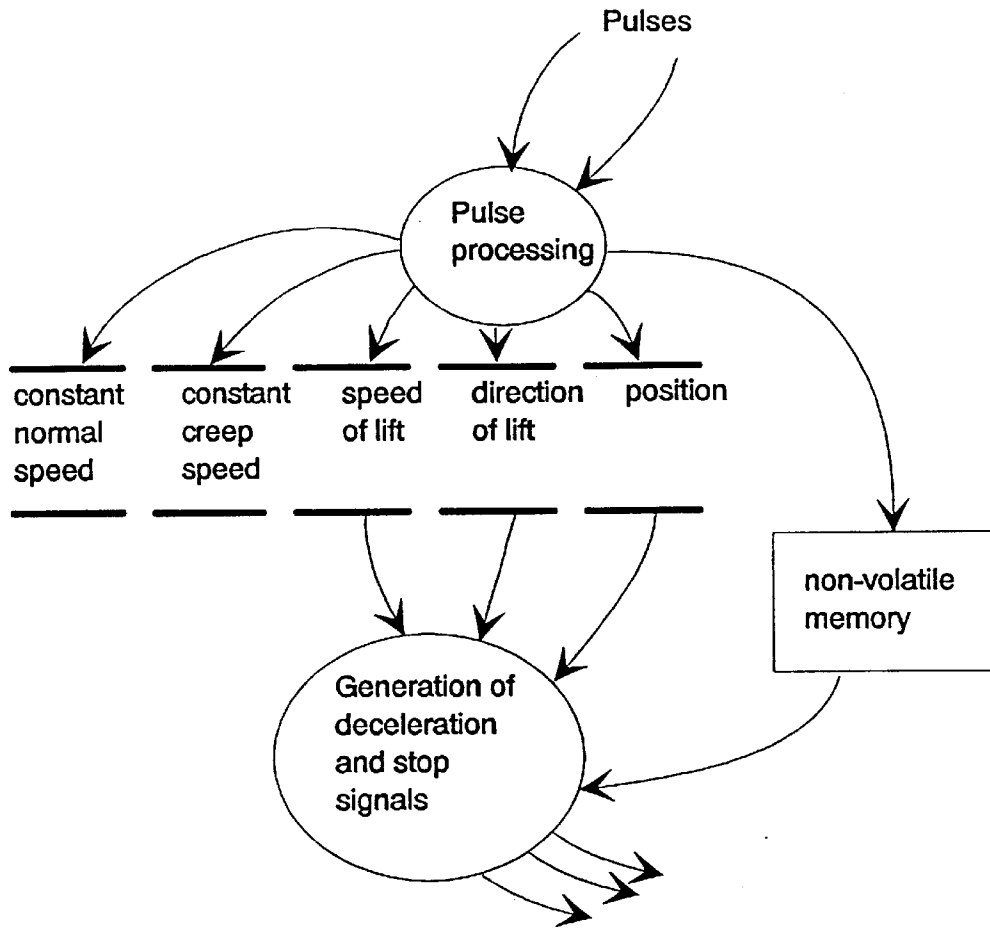 Pulses
Pulse
processing
constant
normal
speed
constant
creep
speed
speed
of lift
direction
of lift
position
non-volatile
memory
Generation of
deceleration
and stop
signals